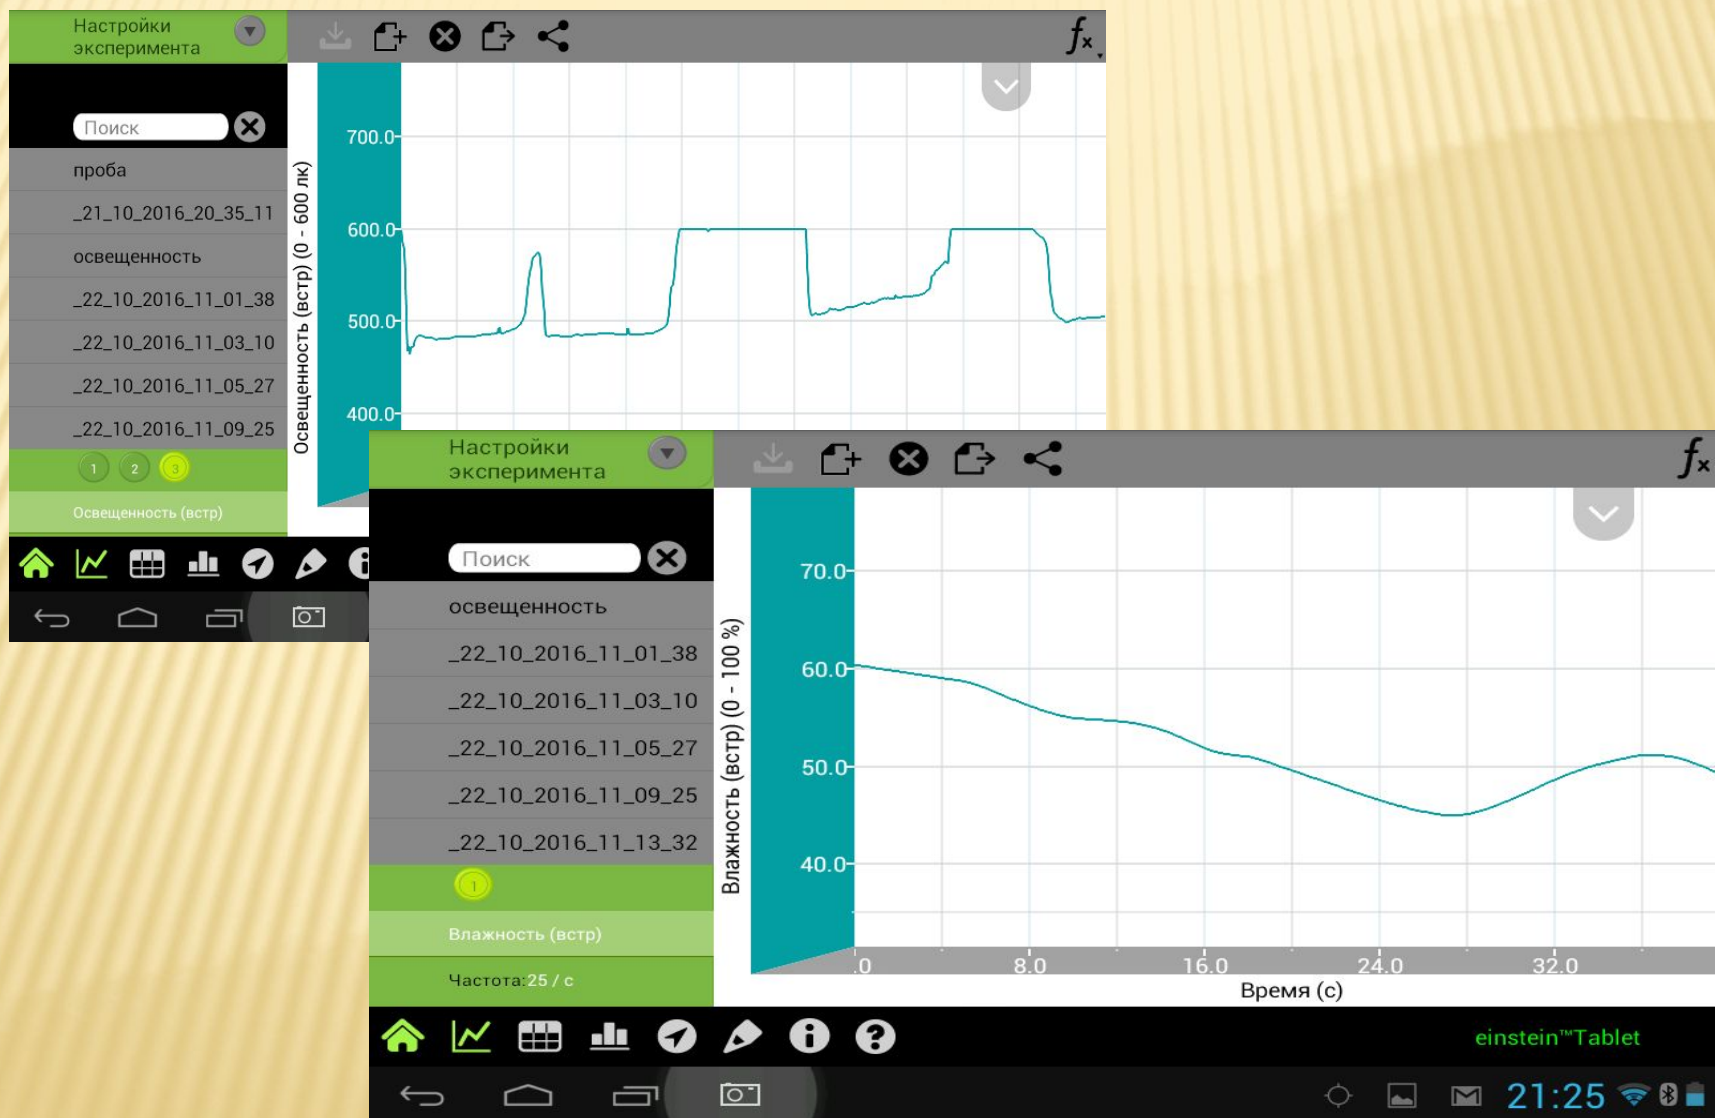 Настройки
эксперимента
Поиск
проба
_21_10_2016_20_35_11
освещенность
_22_10_2016_11_01_38
_22_10_2016_11_03_10
_22_10_2016_11_05_27
_22_10_2016_11_09_25
1 2 3
Освещенность (встр)
Освещенность (встр) (0 - 600 лк)
700.0
600.0
500.0
400.0
fx
Настройки
эксперимента
Поиск
освещенность
_22_10_2016_11_01_38
_22_10_2016_11_03_10
_22_10_2016_11_05_27
_22_10_2016_11_09_25
_22_10_2016_11_13_32
1
Влажность (встр)
Частота:25 / с
Влажность (встр) (0 - 100 %)
70.0
60.0
50.0
40.0
.0 8.0 16.0 24.0 32.0
Время (с)
fx
einstein™Tablet
21:25